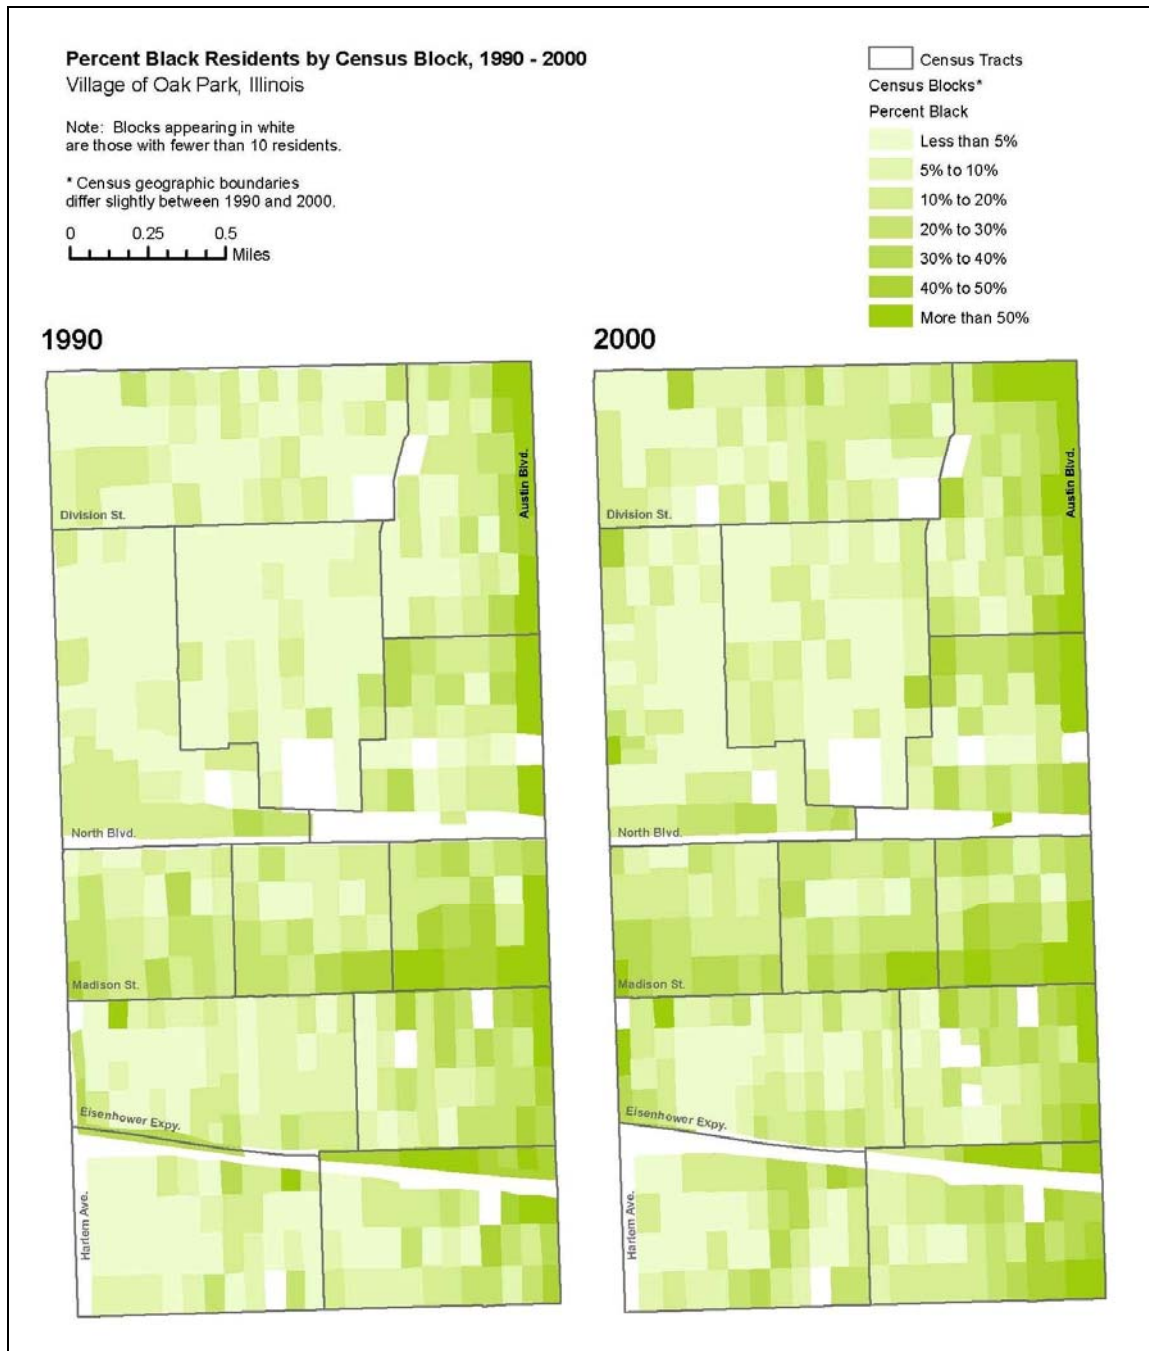 Percent Black Residents by Census Block, 1990 - 2000
Village of Oak Park, Illinois
Note: Blocks appearing in white
are those with fewer than 10 residents.
* Census geographic boundaries
differ slightly between 1990 and 2000.
0 0.25 0.5
Miles
Census Tracts
Census Blocks*
Percent Black
Less than 5%
5% to 10%
10% to 20%
20% to 30%
30% to 40%
40% to 50%
More than 50%
1990
Austin Blvd.
Division St.
North Blvd.
Madison St.
Eisenhower Expy.
Harlem Ave.
2000
Austin Blvd.
Division St.
North Blvd.
Madison St.
Eisenhower Expy.
Harlem Ave.